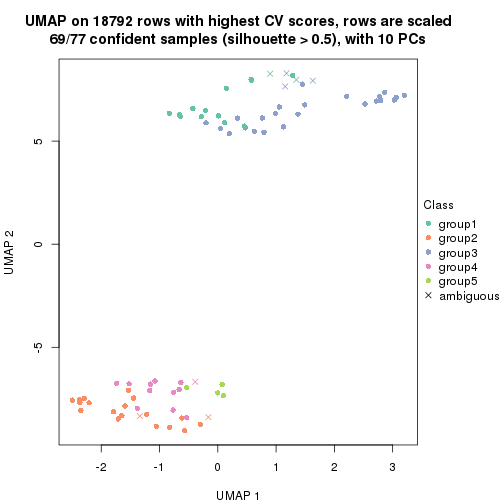 UMAP on 18792 rows with highest CV scores, rows are scaled
69/77 confident samples (silhouette > 0.5), with 10 PCs
UMAP 2
5
0
-5
-2
-1
0
1
2
3
UMAP 1
Class
group1
group2
group3
group4
group5
ambiguous